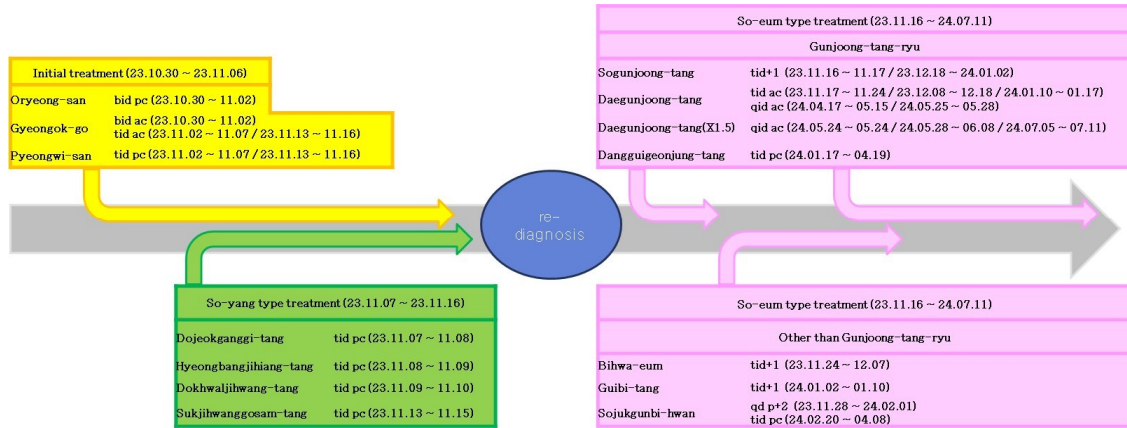 Initial treatment (23.10.30 ~ 23.11.06)
Oryeong-san bid pc (23.10.30 ~ 11.02)
Gyeongok-go bid ac (23.10.30 ~ 11.02)
tid ac (23.11.02 ~ 11.07 / 23.11.13 ~ 11.16)
Pyeongwi-san tid pc (23.11.02 ~ 11.07 / 23.11.13 ~ 11.16)
So-yang type treatment (23.11.07 ~ 23.11.16)
Dojeokganggi-tang tid pc (23.11.07 ~ 11.08)
Hyeongbangjihiang-tang tid pc (23.11.08 ~ 11.09)
Dokhwaljihwang-tang tid pc (23.11.09 ~ 11.10)
Sukjihwanggosam-tang tid pc (23.11.13 ~ 11.15)
re-
diagnosis
So-eum type treatment (23.11.16 ~ 24.07.11)
Gunjoong-tang-ryu
Sogunjoong-tang tid+1 (23.11.16 ~ 11.17 / 23.12.18 ~ 24.01.02)
Daegunjoong-tang tid ac (23.11.17 ~ 11.24 / 23.12.08 ~ 12.18 / 24.01.10 ~ 01.17)
qid ac (24.04.17 ~ 05.15 / 24.05.25 ~ 05.28)
Daegunjoong-tang(X1.5) qid ac (24.05.24 ~ 05.24 / 24.05.28 ~ 06.08 / 24.07.05 ~ 07.11)
Dangguigeonjung-tang tid pc (24.01.17 ~ 04.19)
So-eum type treatment (23.11.16 ~ 24.07.11)
Other than Gunjoong-tang-ryu
Bihwa-eum tid+1 (23.11.24 ~ 12.07)
Guibi-tang tid+1 (24.01.02 ~ 01.10)
Sojukgunbi-hwan qd p+2 (23.11.28 ~ 24.02.01)
tid pc (24.02.20 ~ 04.08)